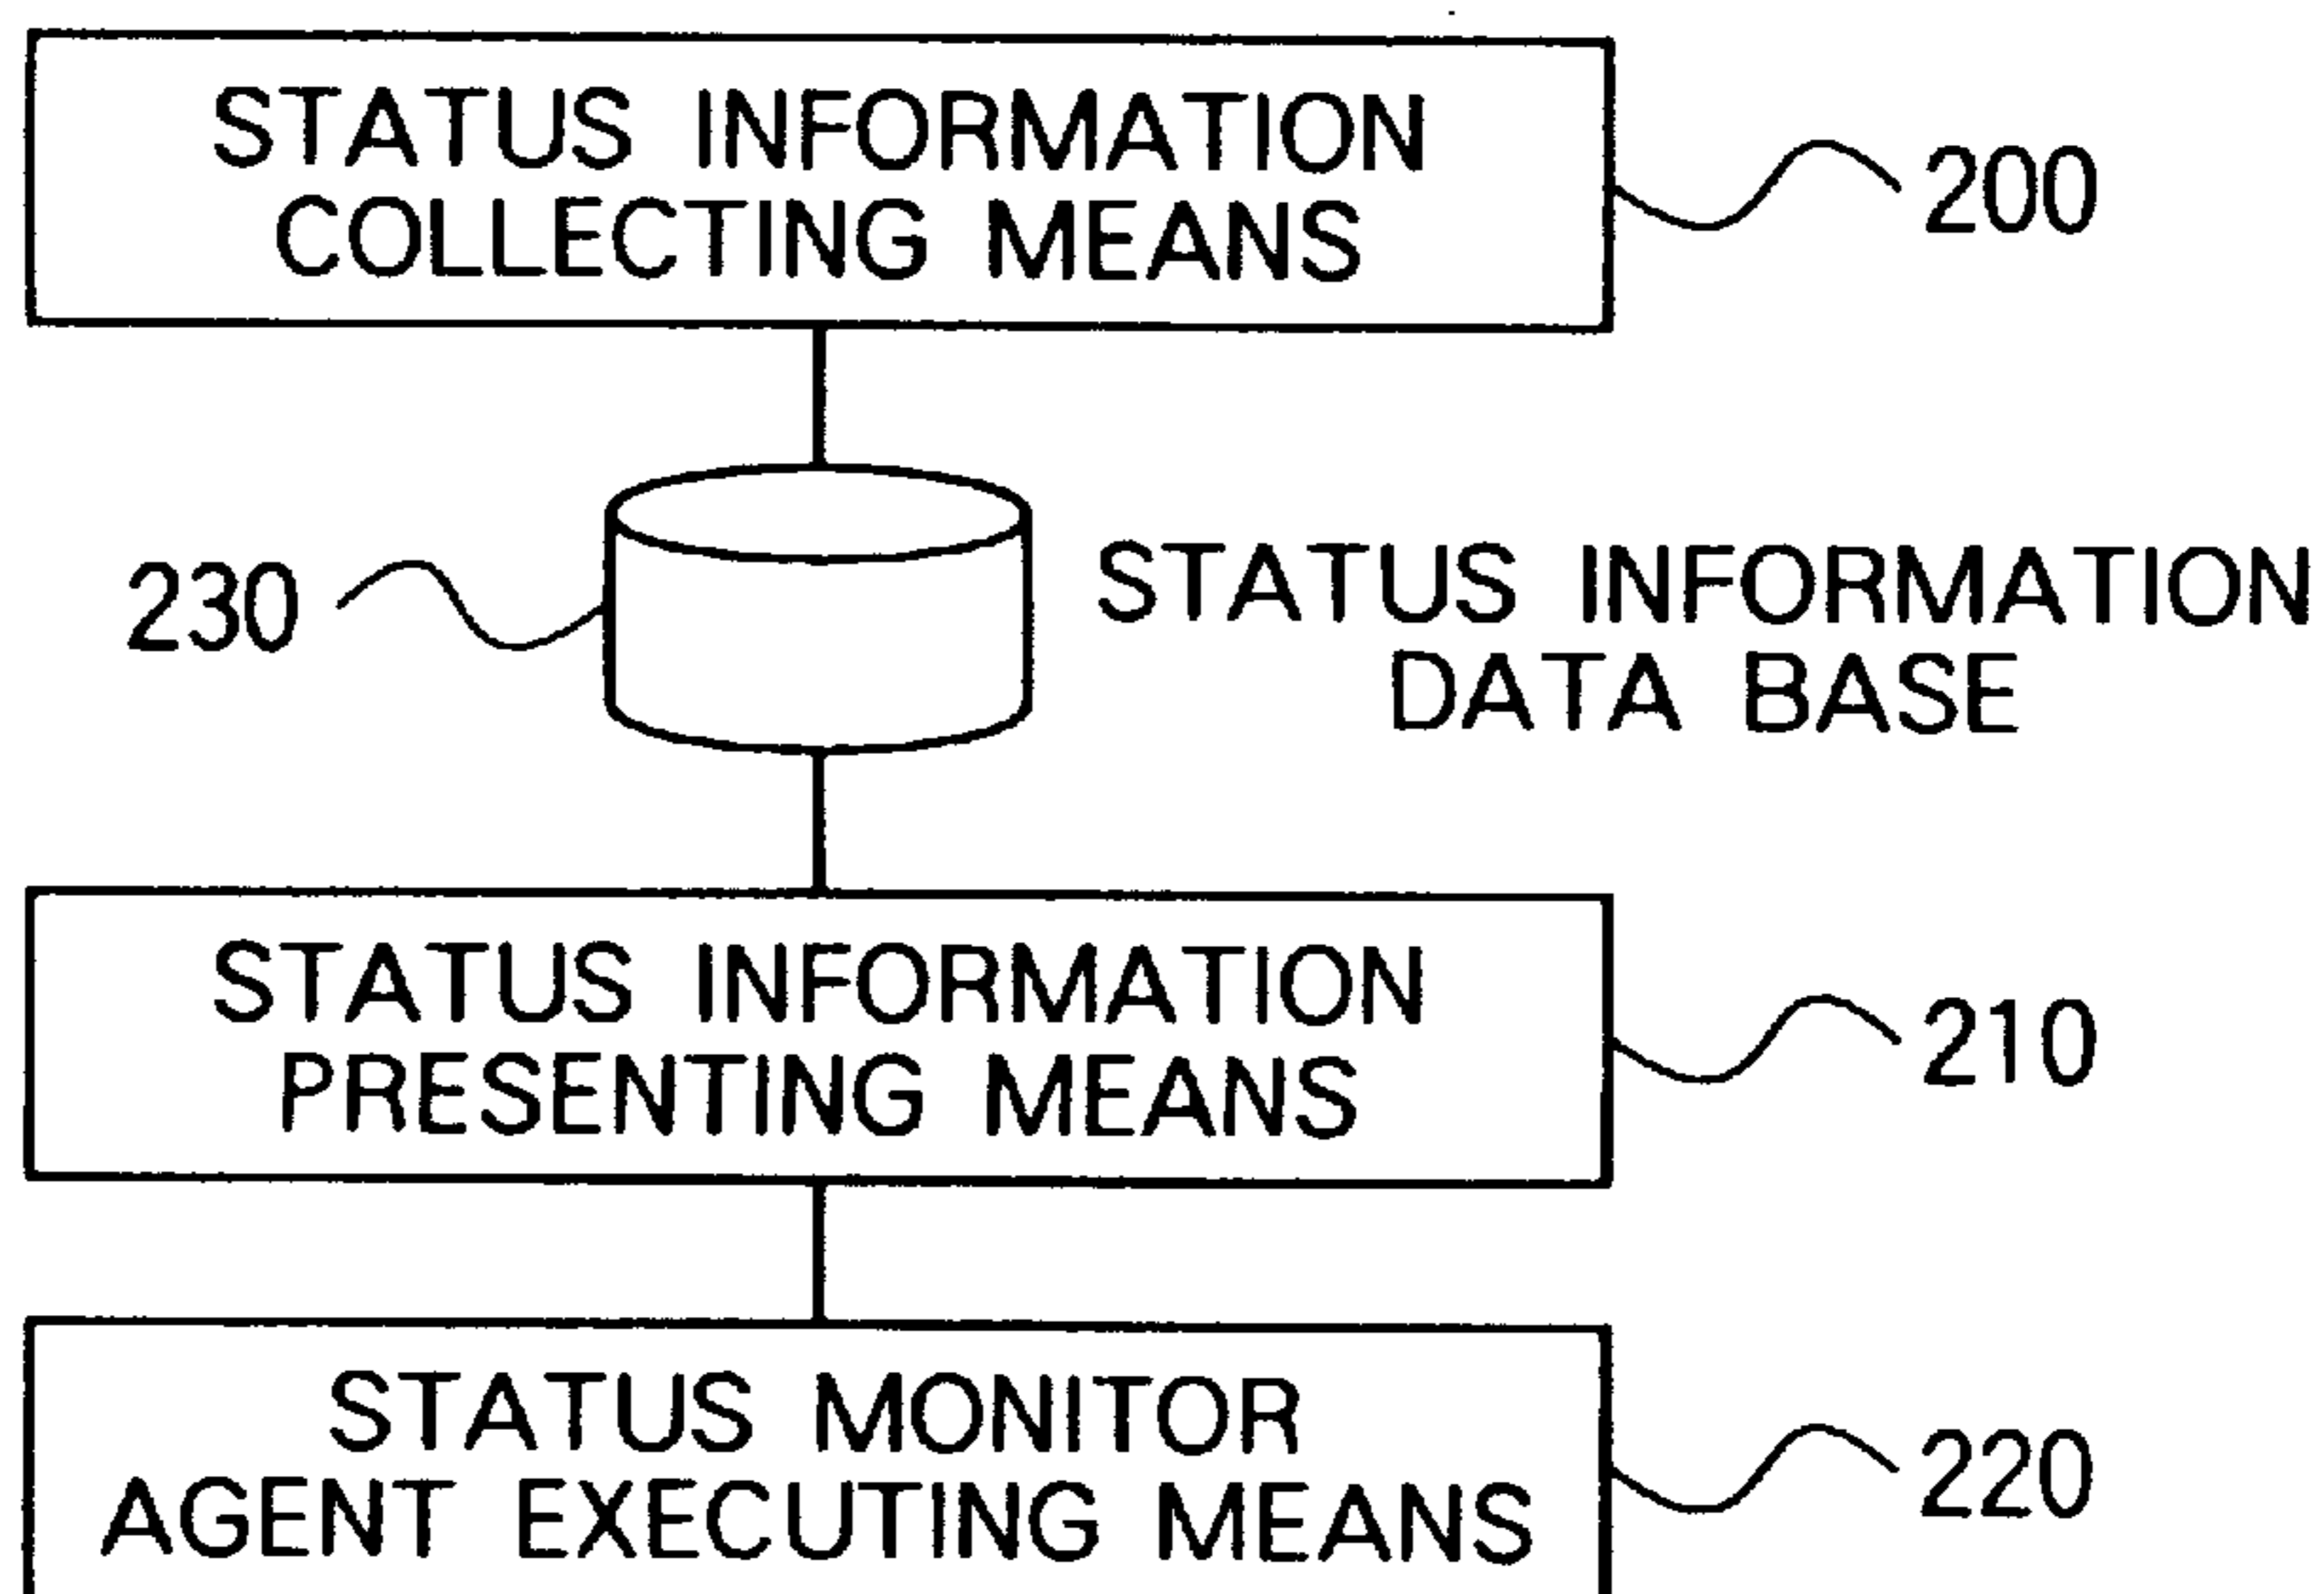 STATUS INFORMATION
COLLECTING MEANS
200
230
STATUS INFORMATION
DATA BASE
STATUS INFORMATION
PRESENTING MEANS
210
STATUS MONITOR
AGENT EXECUTING MEANS
220